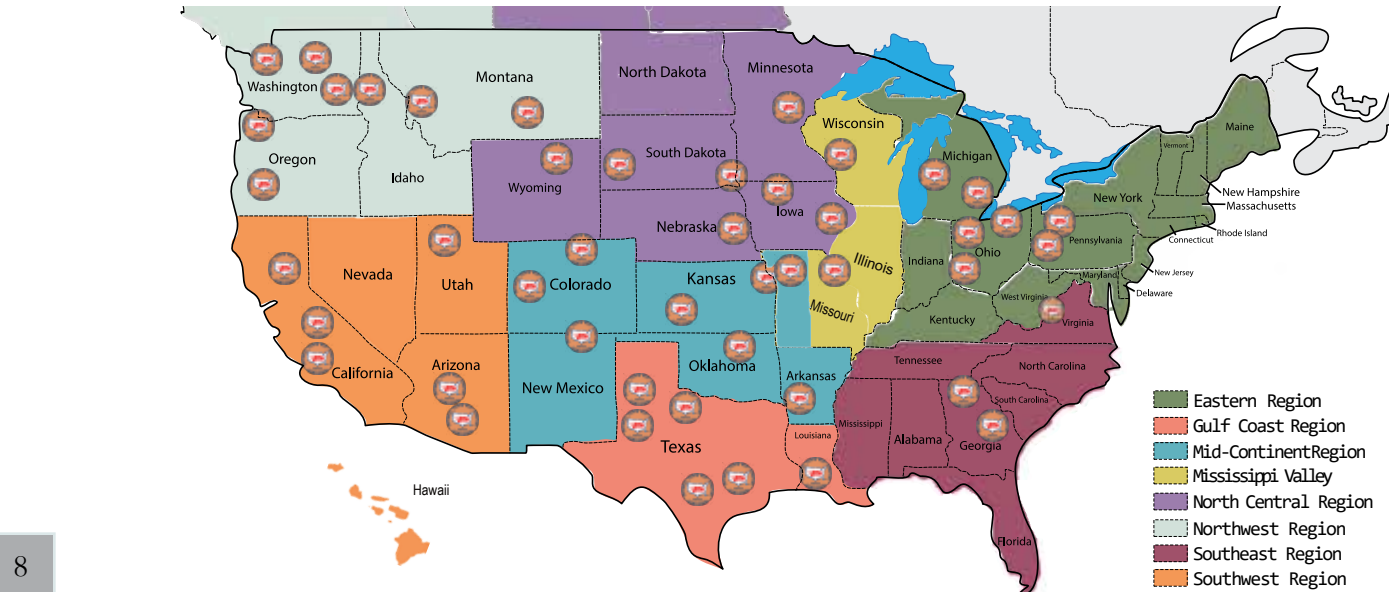 Washington
Montana
North Dakota
Minnesota
Oregon
Idaho
Wyoming
South Dakota
Wisconsin
Michigan
Vermont
Maine
New York
New Hampshire
Massachusetts
Rhode Island
Connecticut
Nebraska
Iowa
Illinois
Indiana
Ohio
Pennsylvania
New Jersey
Maryland
Delaware
Nevada
Utah
Colorado
Kansas
Missouri
Kentucky
West Virginia
Virginia
California
Arizona
New Mexico
Oklahoma
Arkansas
Tennessee
North Carolina
South Carolina
Texas
Louisiana
Mississippi
Alabama
Georgia
Florida
Hawaii
Eastern Region
Gulf Coast Region
Mid-ContinentRegion
Mississippi Valley
North Central Region
Northwest Region
Southeast Region
Southwest Region
8